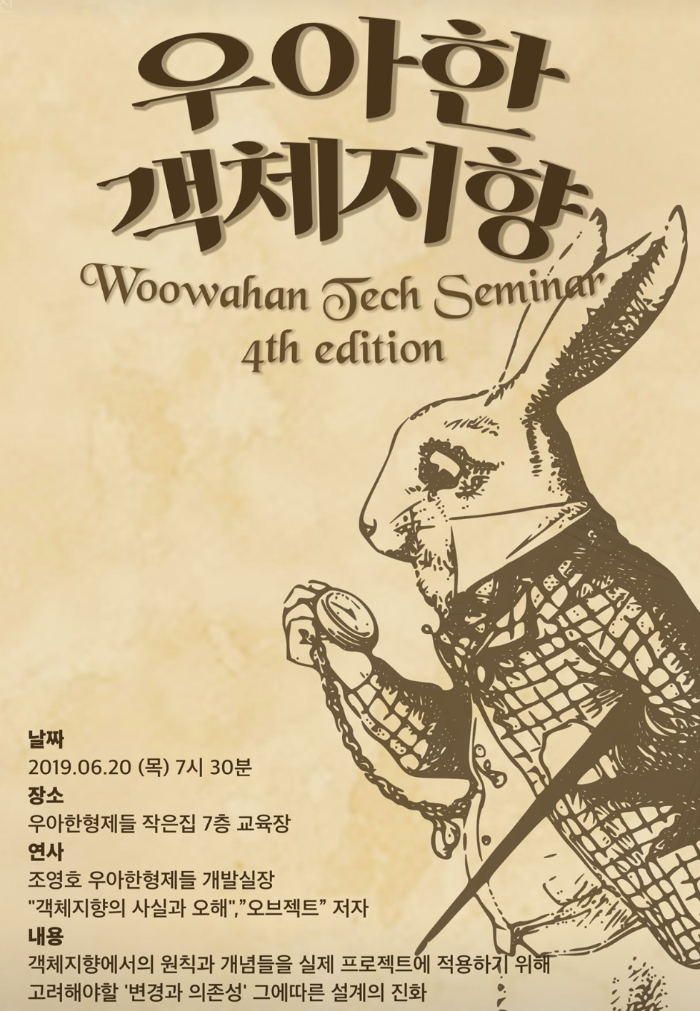 우아한
객체지향
Woowahan Tech Seminar
4th edition
날짜
2019.06.20 (목) 7시 30분
장소
우아한형제들 작은집 7층 교육장
연사
조영호 우아한형제들 개발실장
"객체지향의 사실과 오해",”오브젝트” 저자
내용
객체지향에서의 원칙과 개념들을 실제 프로젝트에 적용하기 위해
고려해야할 '변경과 의존성' 그에따른 설계의 진화